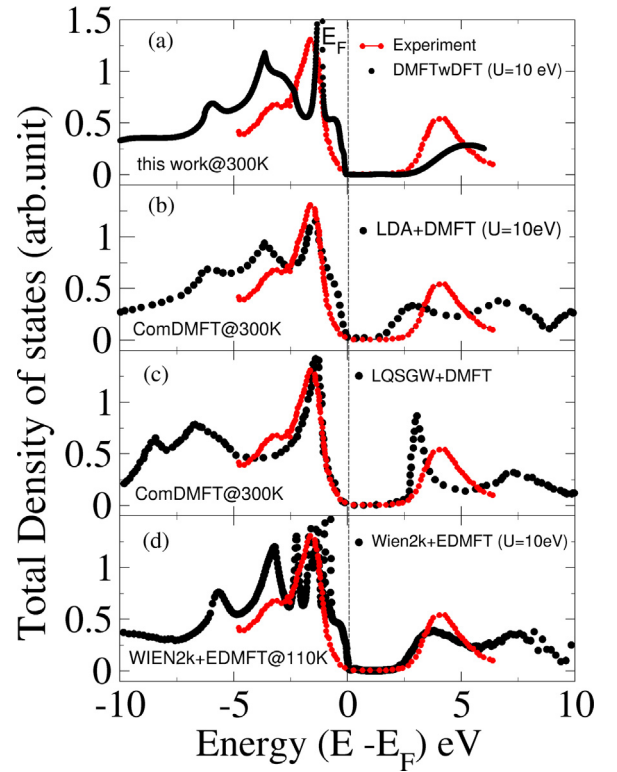 Total Density of states (arb.unit)
1.5
1
0.5
0
(a)
E_F
Experiment
DMFTwDFT (U=10 eV)
this work@300K
1
0.5
0
(b)
LDA+DMFT (U=10eV)
ComDMFT@300K
1
0.5
0
(c)
LQSGW+DMFT
ComDMFT@300K
1
0.5
0
(d)
Wien2k+EDMFT (U=10eV)
WIEN2k+EDMFT@110K
-10 -5 0 5 10
Energy (E -E_F) eV